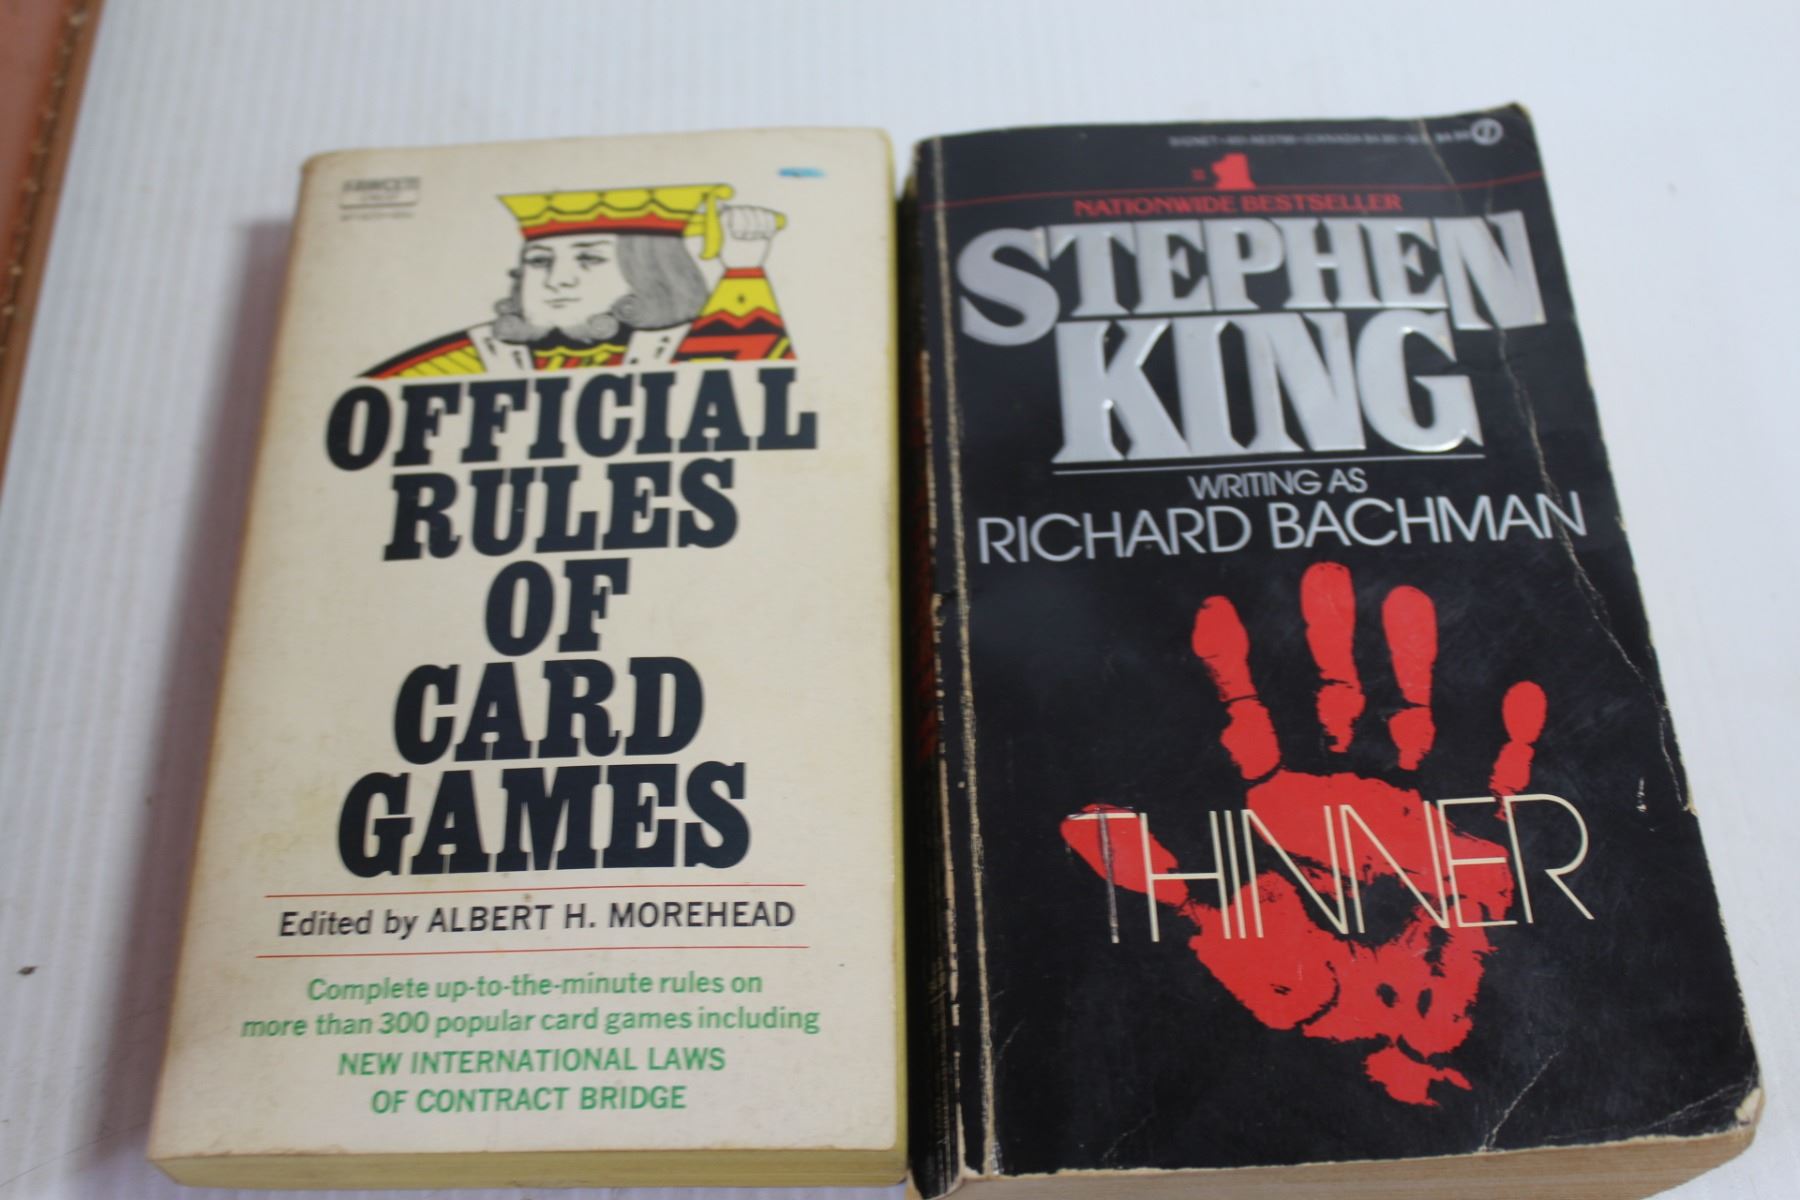 FAWCETT
OFFICIAL
RULES
OF
CARD
GAMES
Edited by ALBERT H. MOREHEAD
Complete up-to-the-minute rules on
more than 300 popular card games including
NEW INTERNATIONAL LAWS
OF CONTRACT BRIDGE
#1
NATIONWIDE BESTSELLER
STEPHEN
KING
WRITING AS
RICHARD BACHMAN
THINNER